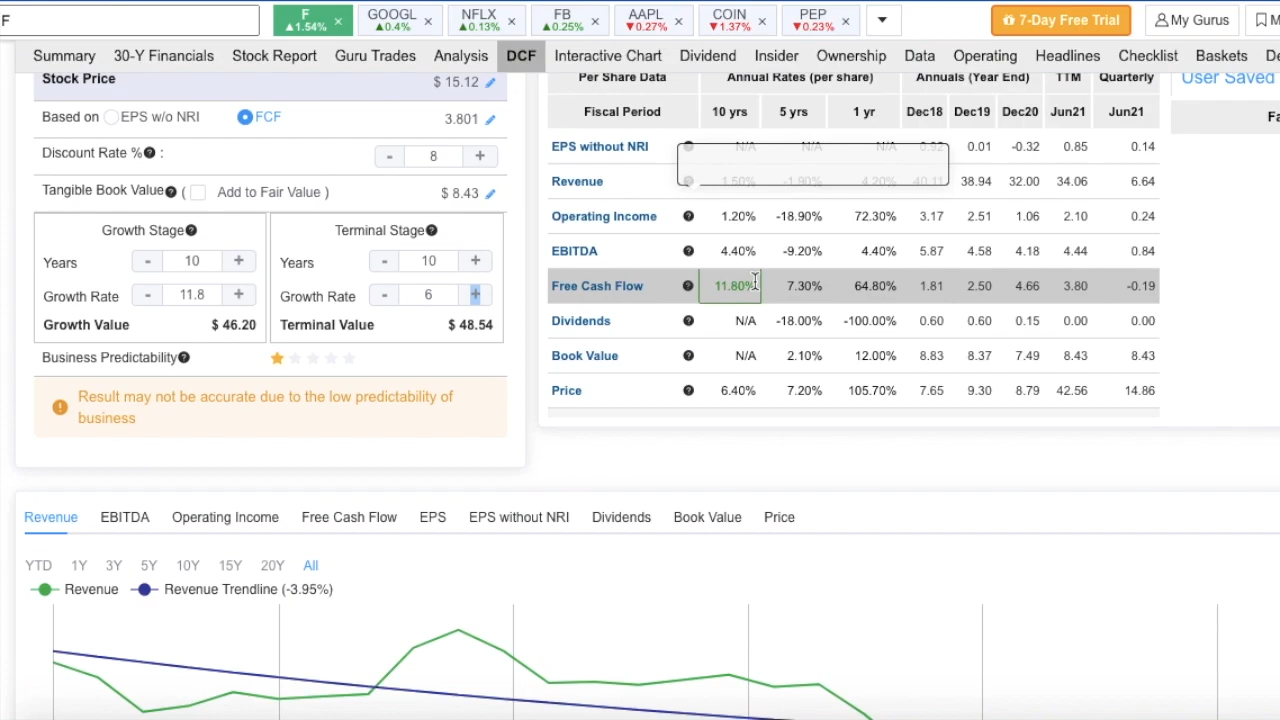 F
F ▲1.54% ×
GOOGL ▲0.4% ×
NFLX ▲0.13% ×
FB ▲0.25% ×
AAPL ▼0.27% ×
COIN ▼1.37% ×
PEP ▼0.23% ×
7-Day Free Trial
My Gurus
M
Summary 30-Y Financials Stock Report Guru Trades Analysis DCF Interactive Chart Dividend Insider Ownership Data Operating Headlines Checklist Baskets De
Stock Price $ 15.12
Based on EPS w/o NRI FCF 3.801
Discount Rate % : - 8 +
Tangible Book Value ( Add to Fair Value ) $ 8.43
Growth Stage
Years - 10 +
Growth Rate - 11.8 +
Growth Value $ 46.20
Terminal Stage
Years - 10 +
Growth Rate - 6 +
Terminal Value $ 48.54
Business Predictability
Result may not be accurate due to the low predictability of
business
Per Share Data Annual Rates (per share) Annuals (Year End) TTM Quarterly
Fiscal Period 10 yrs 5 yrs 1 yr Dec18 Dec19 Dec20 Jun21 Jun21
EPS without NRI N/A N/A N/A 0.92 0.01 -0.32 0.85 0.14
Revenue 1.50% -1.90% 4.20% 40.11 38.94 32.00 34.06 6.64
Operating Income 1.20% -18.90% 72.30% 3.17 2.51 1.06 2.10 0.24
EBITDA 4.40% -9.20% 4.40% 5.87 4.58 4.18 4.44 0.84
Free Cash Flow 11.80% 7.30% 64.80% 1.81 2.50 4.66 3.80 -0.19
Dividends N/A -18.00% -100.00% 0.60 0.60 0.15 0.00 0.00
Book Value N/A 2.10% 12.00% 8.83 8.37 7.49 8.43 8.43
Price 6.40% 7.20% 105.70% 7.65 9.30 8.79 42.56 14.86
User Saved
Fa
Revenue EBITDA Operating Income Free Cash Flow EPS EPS without NRI Dividends Book Value Price
YTD 1Y 3Y 5Y 10Y 15Y 20Y All
Revenue Revenue Trendline (-3.95%)